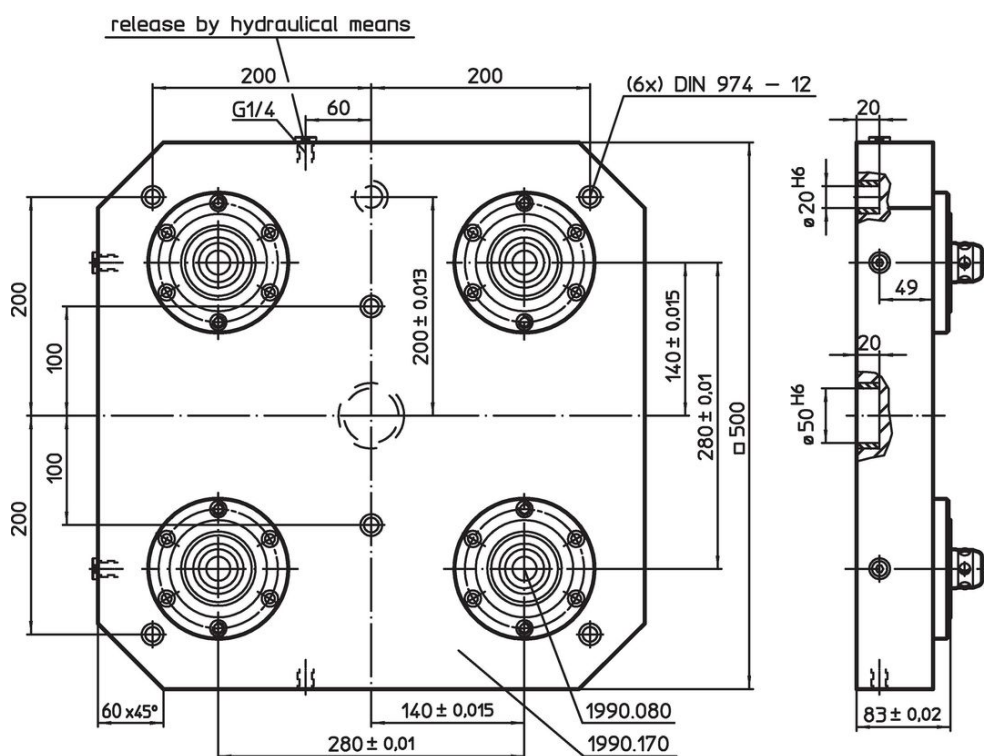 release by hydraulical means
200
200
(6x) DIN 974 – 12
G1/4
60
20
⌀20 H6
200
100
200 ± 0,013
140 ± 0,015
49
20
280 ± 0,01
□ 500
⌀50 H6
100
200
60 x45°
140 ± 0,015
1990.080
83 ± 0,02
280 ± 0,01
1990.170